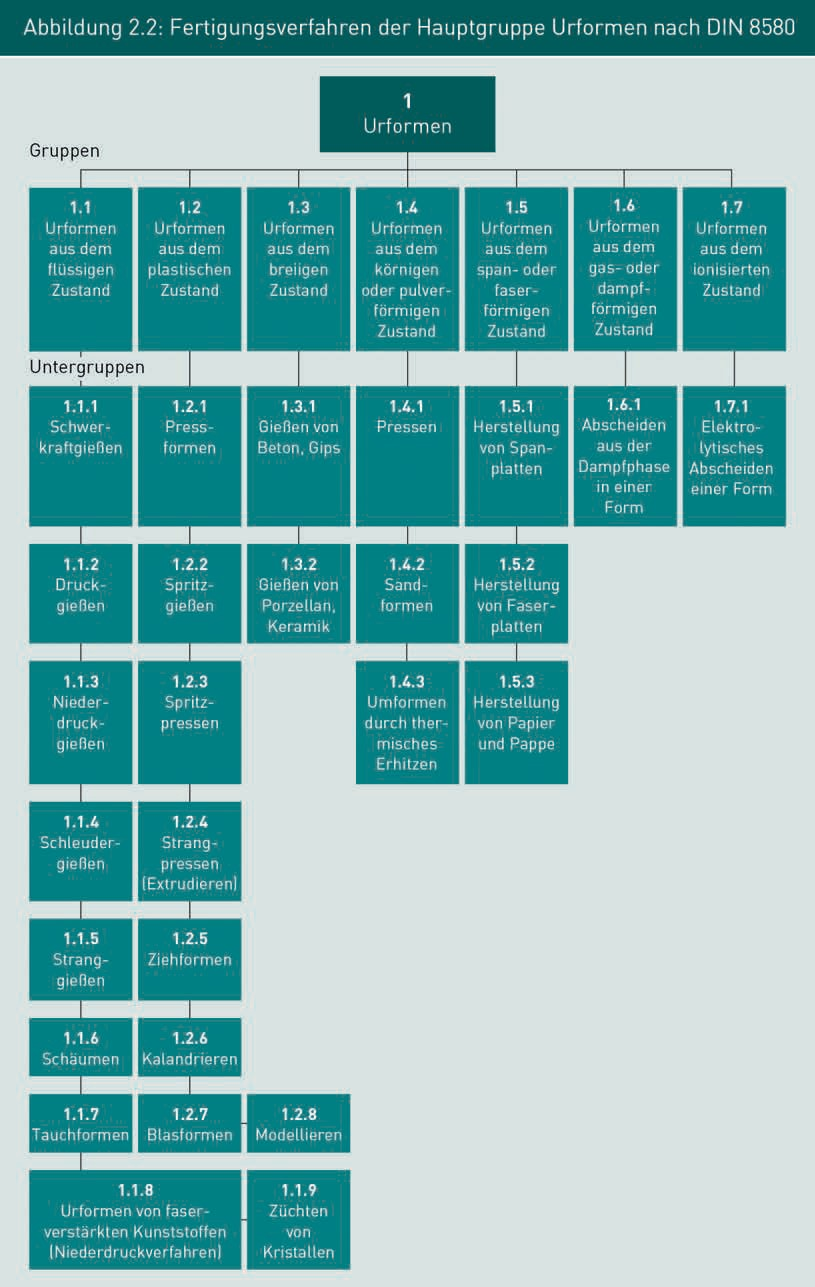 Abbildung 2.2: Fertigungsverfahren der Hauptgruppe Urformen nach DIN 8580
1
Urformen
Gruppen
1.1
Urformen
aus dem
flüssigen
Zustand
1.2
Urformen
aus dem
plastischen
Zustand
1.3
Urformen
aus dem
breiigen
Zustand
1.4
Urformen
aus dem
körnigen
oder pulver-
förmigen
Zustand
1.5
Urformen
aus dem
span- oder
faser-
förmigen
Zustand
1.6
Urformen
aus dem
gas- oder
dampf-
förmigen
Zustand
1.7
Urformen
aus dem
ionisierten
Zustand
Untergruppen
1.1.1
Schwer-
kraftgießen
1.2.1
Press-
formen
1.3.1
Gießen von
Beton, Gips
1.4.1
Pressen
1.5.1
Herstellung
von Span-
platten
1.6.1
Abscheiden
aus der
Dampfphase
in einer
Form
1.7.1
Elektro-
lytisches
Abscheiden
einer Form
1.1.2
Druck-
gießen
1.2.2
Spritz-
gießen
1.3.2
Gießen von
Porzellan,
Keramik
1.4.2
Sand-
formen
1.5.2
Herstellung
von Faser-
platten
1.1.3
Nieder-
druck-
gießen
1.2.3
Spritz-
pressen
1.4.3
Umformen
durch ther-
misches
Erhitzen
1.5.3
Herstellung
von Papier
und Pappe
1.1.4
Schleuder-
gießen
1.2.4
Strang-
pressen
(Extrudieren)
1.1.5
Strang-
gießen
1.2.5
Ziehformen
1.1.6
Schäumen
1.2.6
Kalandrieren
1.1.7
Tauchformen
1.2.7
Blasformen
1.2.8
Modellieren
1.1.8
Urformen von faser-
verstärkten Kunststoffen
(Niederdruckverfahren)
1.1.9
Züchten
von
Kristallen